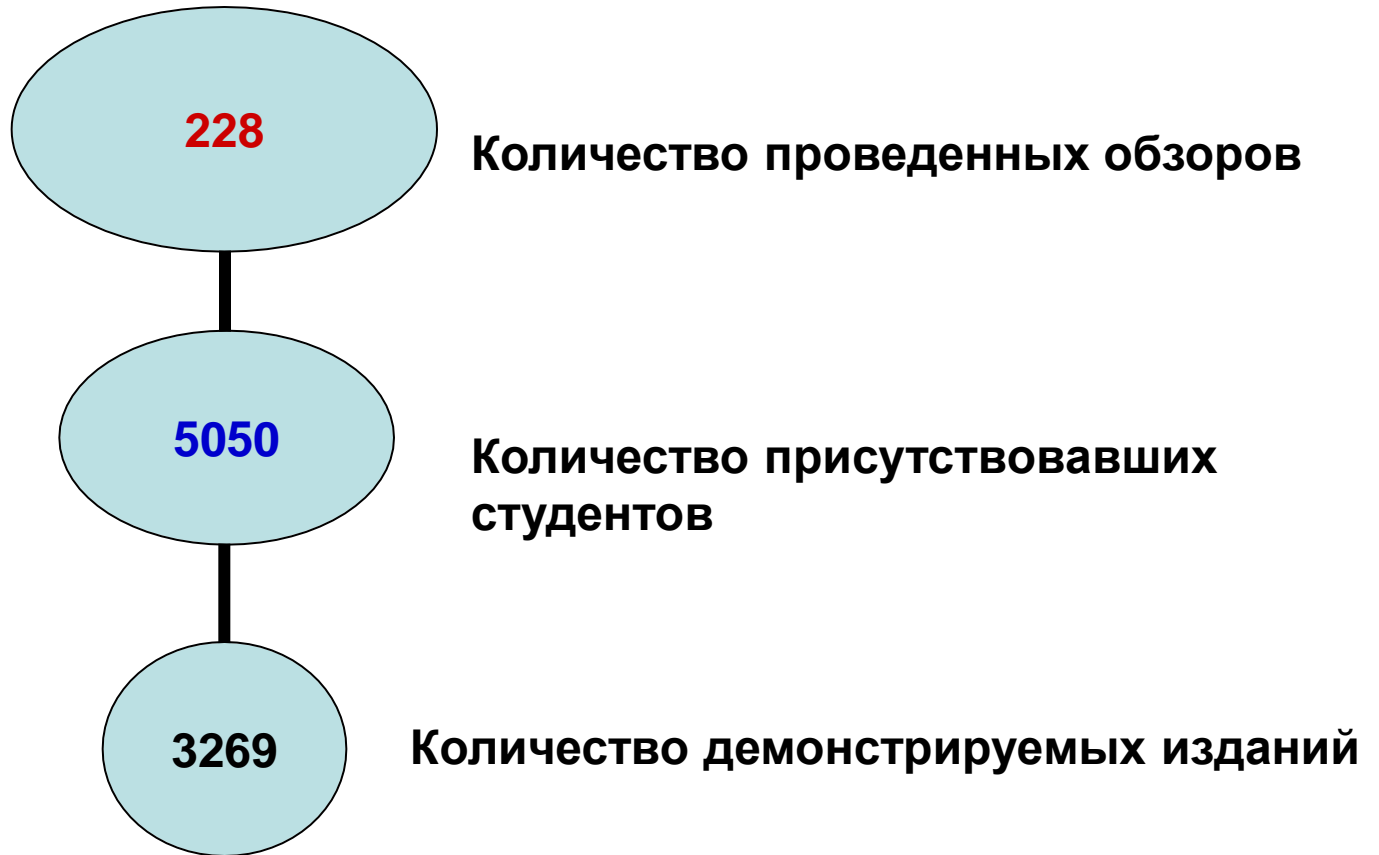 228
Количество проведенных обзоров
5050
Количество присутствовавших
студентов
3269
Количество демонстрируемых изданий